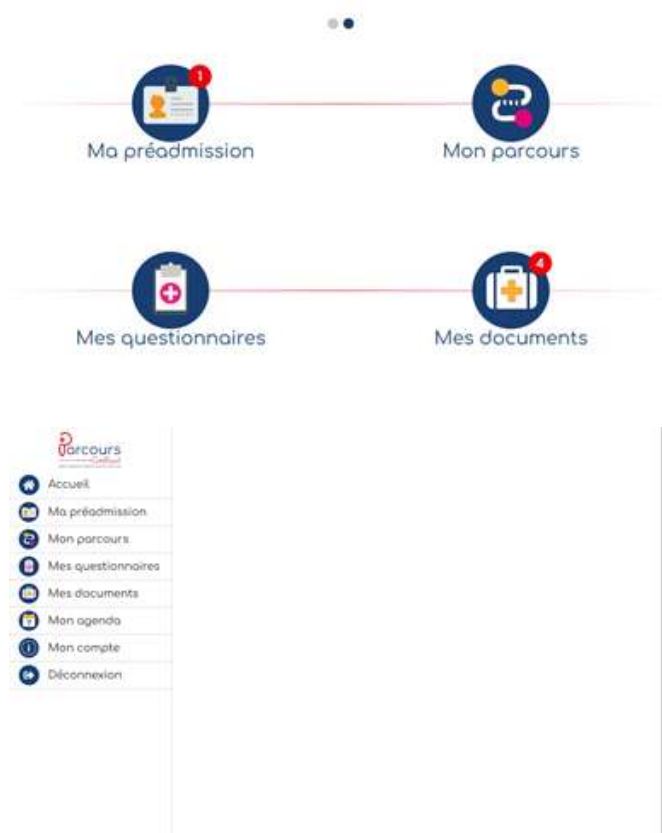 1
Ma préadmission
Mon parcours
4
Mes questionnaires
Mes documents
Parcours
Accueil
Ma préadmission
Mon parcours
Mes questionnaires
Mes documents
Mon agenda
Mon compte
Déconnexion